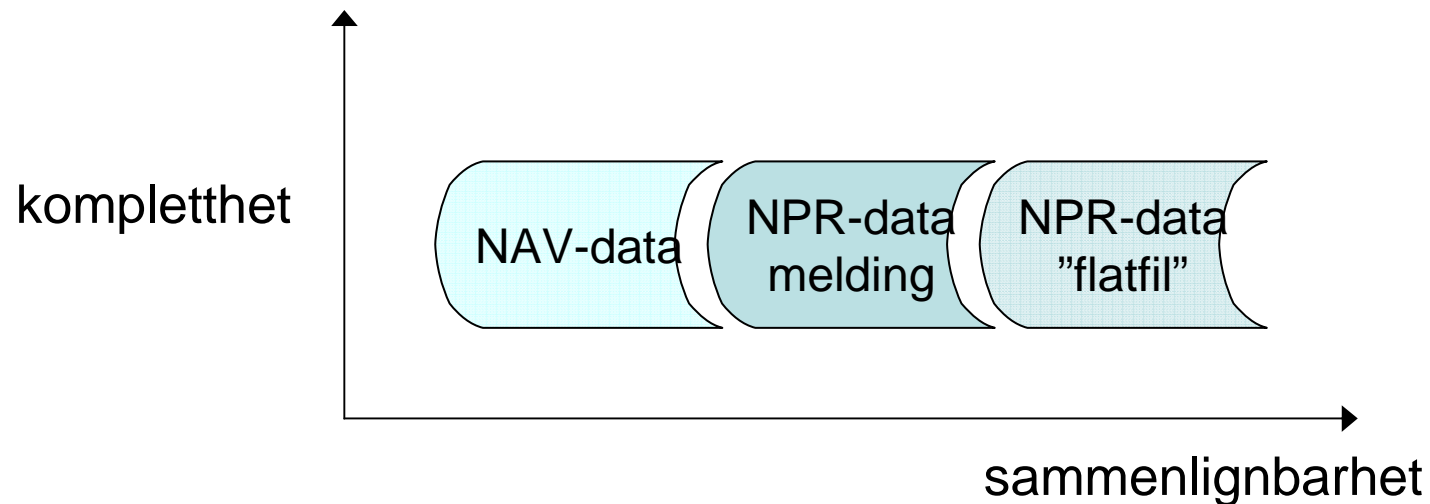 kompletthet
NAV-data
NPR-data
melding
NPR-data
”flatfil”
sammenlignbarhet